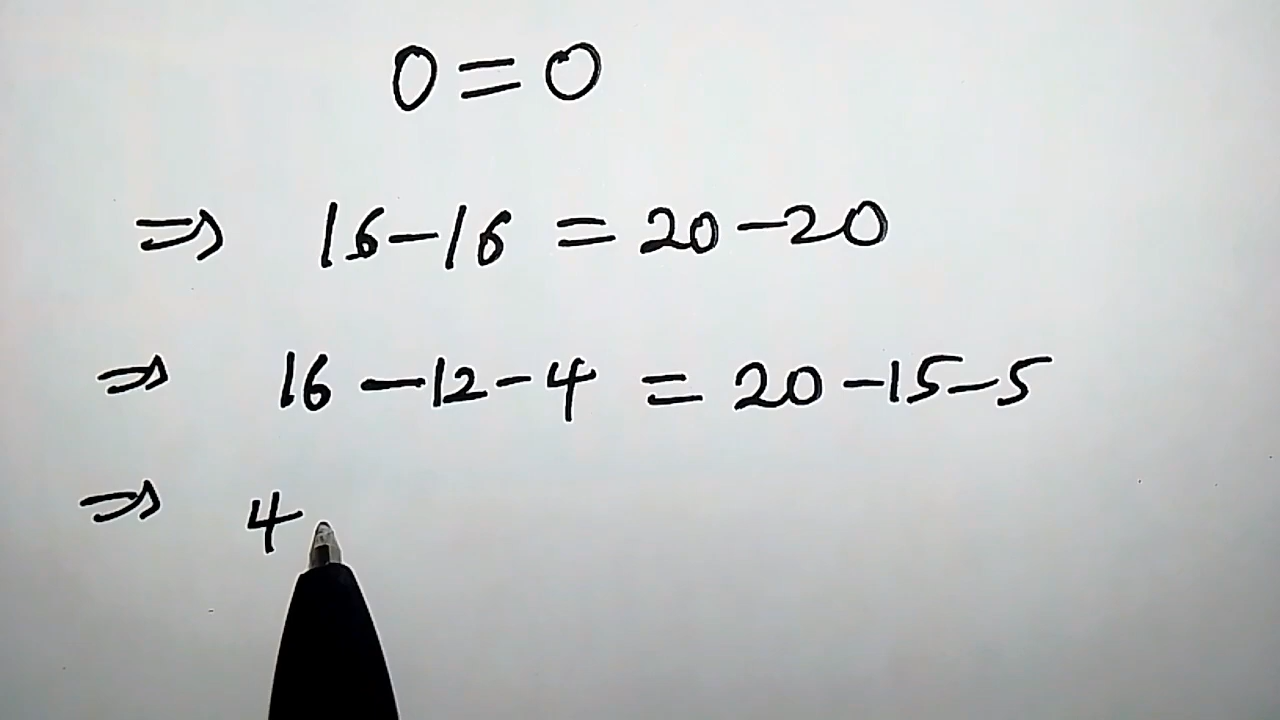 0 = 0
⇒ 16 - 16 = 20 - 20
⇒ 16 - 12 - 4 = 20 - 15 - 5
⇒ 4